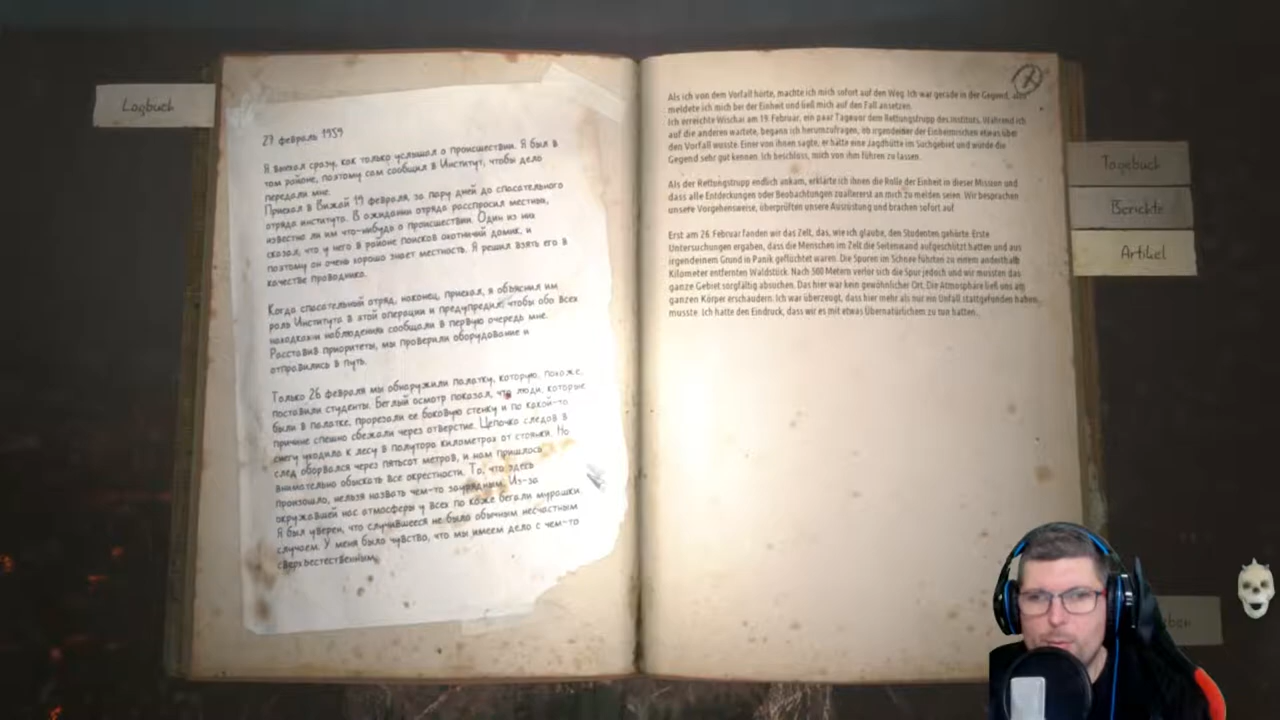 Logbuch
27 февраль 1959
Я выехал сразу, как только услышал о происшествии. Я был в
том районе, поэтому сам сообщил в Институт, чтобы дело
передали мне.
Приехал в Вижай 19 февраля, за пару дней до спасательного
отряда института. В ожидании отряда расспросил местных,
известно ли им что-нибудь о происшествии. Один из них
сказал, что у него в районе поисков охотничий домик, и
поэтому он очень хорошо знает местность. Я решил взять его в
качестве проводника.
Когда спасательный отряд, наконец, приехал, я объяснил им
роль Института в этой операции и предупредил, чтобы обо всех
находках и наблюдениях сообщали в первую очередь мне.
Расставив приоритеты, мы проверили оборудование и
отправились в путь.
Только 26 февраля мы обнаружили палатку, которую, похоже,
поставили студенты. Беглый осмотр показал, что люди, которые
были в палатке, прорезали ее боковую стенку и по какой-то
причине спешно сбежали через отверстие. Цепочка следов в
снегу уходила к лесу в полутора километрах от стоянки. Но
след оборвался через пятьсот метров, и нам пришлось
внимательно обыскать все окрестности. То, что здесь
произошло, нельзя назвать чем-то заурядным. Из-за
окружавшей нас атмосферы у всех по коже бегали мурашки.
Я был уверен, что случившееся не было обычным несчастным
случаем. У меня было чувство, что мы имеем дело с чем-то
сверхъестественным.
Als ich von dem Vorfall hörte, machte ich mich sofort auf den Weg. Ich war gerade in der Gegend, also
meldete ich mich bei der Einheit und ließ mich auf den Fall ansetzen.
Ich erreichte Wischai am 19. Februar, ein paar Tage vor dem Rettungstrupp des Instituts. Während ich
auf die anderen wartete, begann ich herumzufragen, ob irgendeiner der Einheimischen etwas über
den Vorfall wusste. Einer von ihnen sagte, er hätte eine Jagdhütte im Suchgebiet und würde die
Gegend sehr gut kennen. Ich beschloss, mich von ihm führen zu lassen.
Als der Rettungstrupp endlich ankam, erklärte ich ihnen die Rolle der Einheit in dieser Mission und
dass alle Entdeckungen oder Beobachtungen zuallererst an mich zu melden seien. Wir besprachen
unsere Vorgehensweise, überprüften unsere Ausrüstung und brachen sofort auf.
Erst am 26. Februar fanden wir das Zelt, das, wie ich glaube, den Studenten gehörte. Erste
Untersuchungen ergaben, dass die Menschen im Zelt die Seitenwand aufgeschlitzt hatten und aus
irgendeinem Grund in Panik geflüchtet waren. Die Spuren im Schnee führten zu einem anderthalb
Kilometer entfernten Waldstück. Nach 500 Metern verlor sich die Spur jedoch und wir mussten das
ganze Gebiet sorgfältig absuchen. Das hier war kein gewöhnlicher Ort. Die Atmosphäre ließ uns am
ganzen Körper erschaudern. Ich war überzeugt, dass hier mehr als nur ein Unfall stattgefunden haben
musste. Ich hatte den Eindruck, dass wir es mit etwas Übernatürlichem zu tun hatten.
Tagebuch
Berichte
Artikel